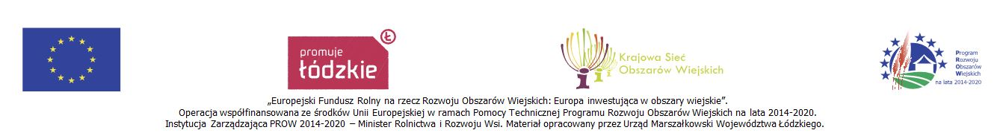 promuje
łódzkie
Ł
Krajowa Sieć
Obszarów Wiejskich
Program
Rozwoju
Obszarów
Wiejskich
na lata 2014-2020
„Europejski Fundusz Rolny na rzecz Rozwoju Obszarów Wiejskich: Europa inwestująca w obszary wiejskie”.
Operacja współfinansowana ze środków Unii Europejskiej w ramach Pomocy Technicznej Programu Rozwoju Obszarów Wiejskich na lata 2014-2020.
Instytucja Zarządzająca PROW 2014-2020 – Minister Rolnictwa i Rozwoju Wsi. Materiał opracowany przez Urząd Marszałkowski Województwa Łódzkiego.